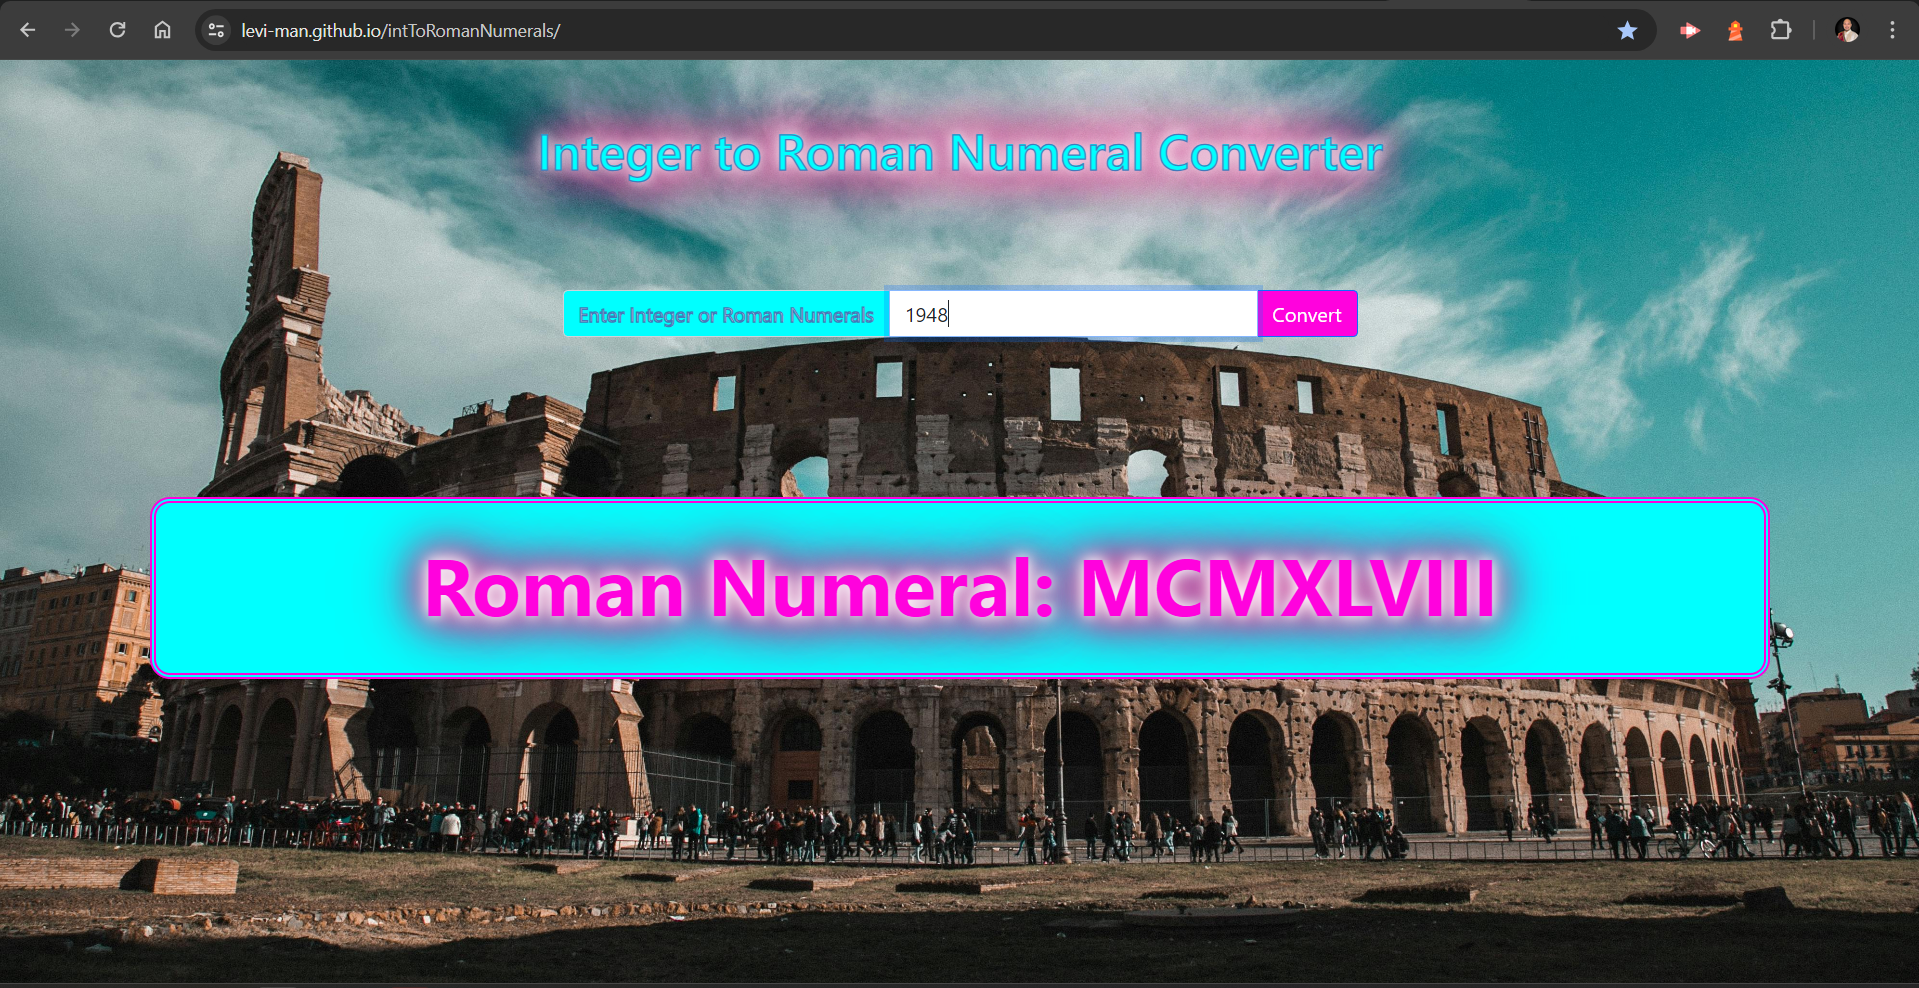 levi-man.github.io/intToRomanNumerals/
Integer to Roman Numeral Converter
Enter Integer or Roman Numerals 1948 Convert
Roman Numeral: MCMXLVIII